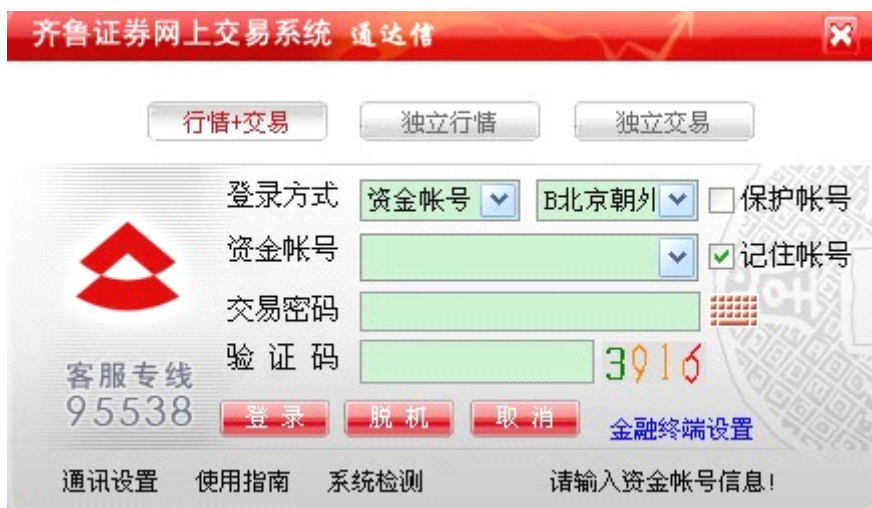 齐鲁证券网上交易系统 通达信
行情+交易 独立行情 独立交易
登录方式 资金帐号 B北京朝外 保护帐号
资金帐号 记住帐号
交易密码
验 证 码 3916
客服专线
95538
登 录 脱 机 取 消 金融终端设置
通讯设置 使用指南 系统检测 请输入资金帐号信息!